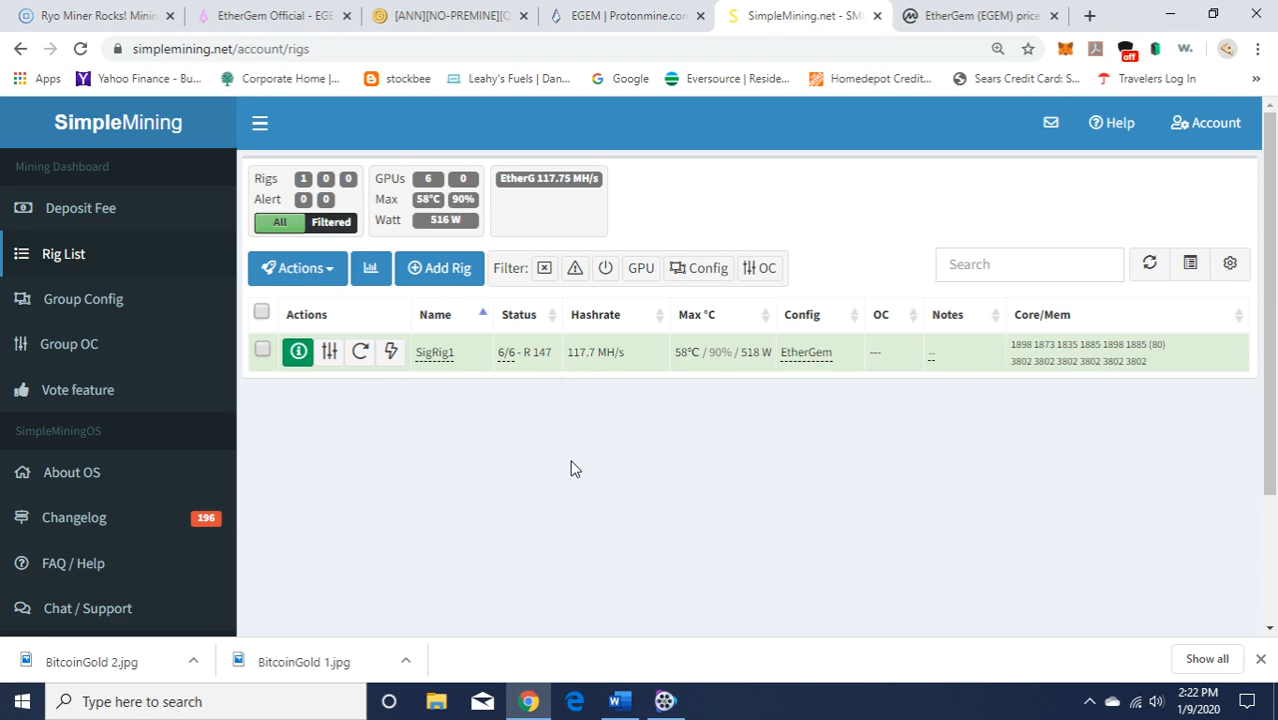 Ryo Miner Rocks! Mini
EtherGem Official - EGE
[ANN][NO-PREMINE][
EGEM | Protonmine.con
SimpleMining.net - SM
EtherGem (EGEM) price
simplemining.net/account/rigs
off
Apps
Yahoo Finance - Bu...
Corporate Home |...
stockbee
Leahy's Fuels | Dan...
Google
Eversource | Reside...
Homedepot Credit...
Sears Credit Card: S...
Travelers Log In
»
SimpleMining
Help
Account
Mining Dashboard
Deposit Fee
Rig List
Group Config
Group OC
Vote feature
SimpleMiningOS
About OS
Changelog
196
FAQ / Help
Chat / Support
Rigs 1 0 0
Alert 0 0
All Filtered
GPUs 6 0
Max 58°C 90%
Watt 516 W
EtherG 117.75 MH/s
Actions
Add Rig
Filter:
GPU
Config
OC
Search
Actions Name Status Hashrate Max °C Config OC Notes Core/Mem
SigRig1 6/6 - R 147 117.7 MH/s 58°C / 90% / 518 W EtherGem --- .. 1898 1873 1835 1885 1898 1885 (80)
3802 3802 3802 3802 3802 3802
BitcoinGold 2.jpg
BitcoinGold 1.jpg
Show all
Type here to search
2:22 PM
1/9/2020